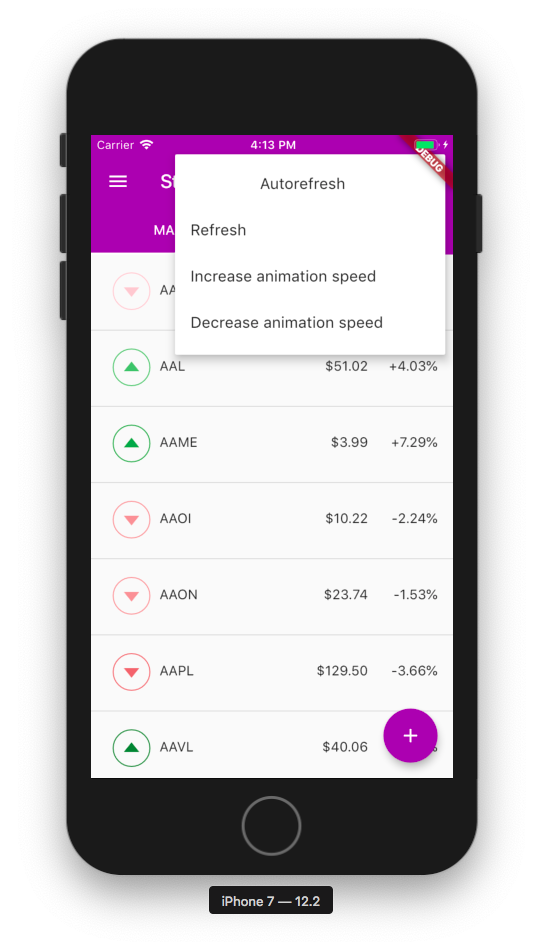 Carrier 4:13 PM
DEBUG
St
Autorefresh
MA
Refresh
Increase animation speed
Decrease animation speed
AA
AAL $51.02 +4.03%
AAME $3.99 +7.29%
AAOI $10.22 -2.24%
AAON $23.74 -1.53%
AAPL $129.50 -3.66%
AAVL $40.06 %
+
iPhone 7 — 12.2